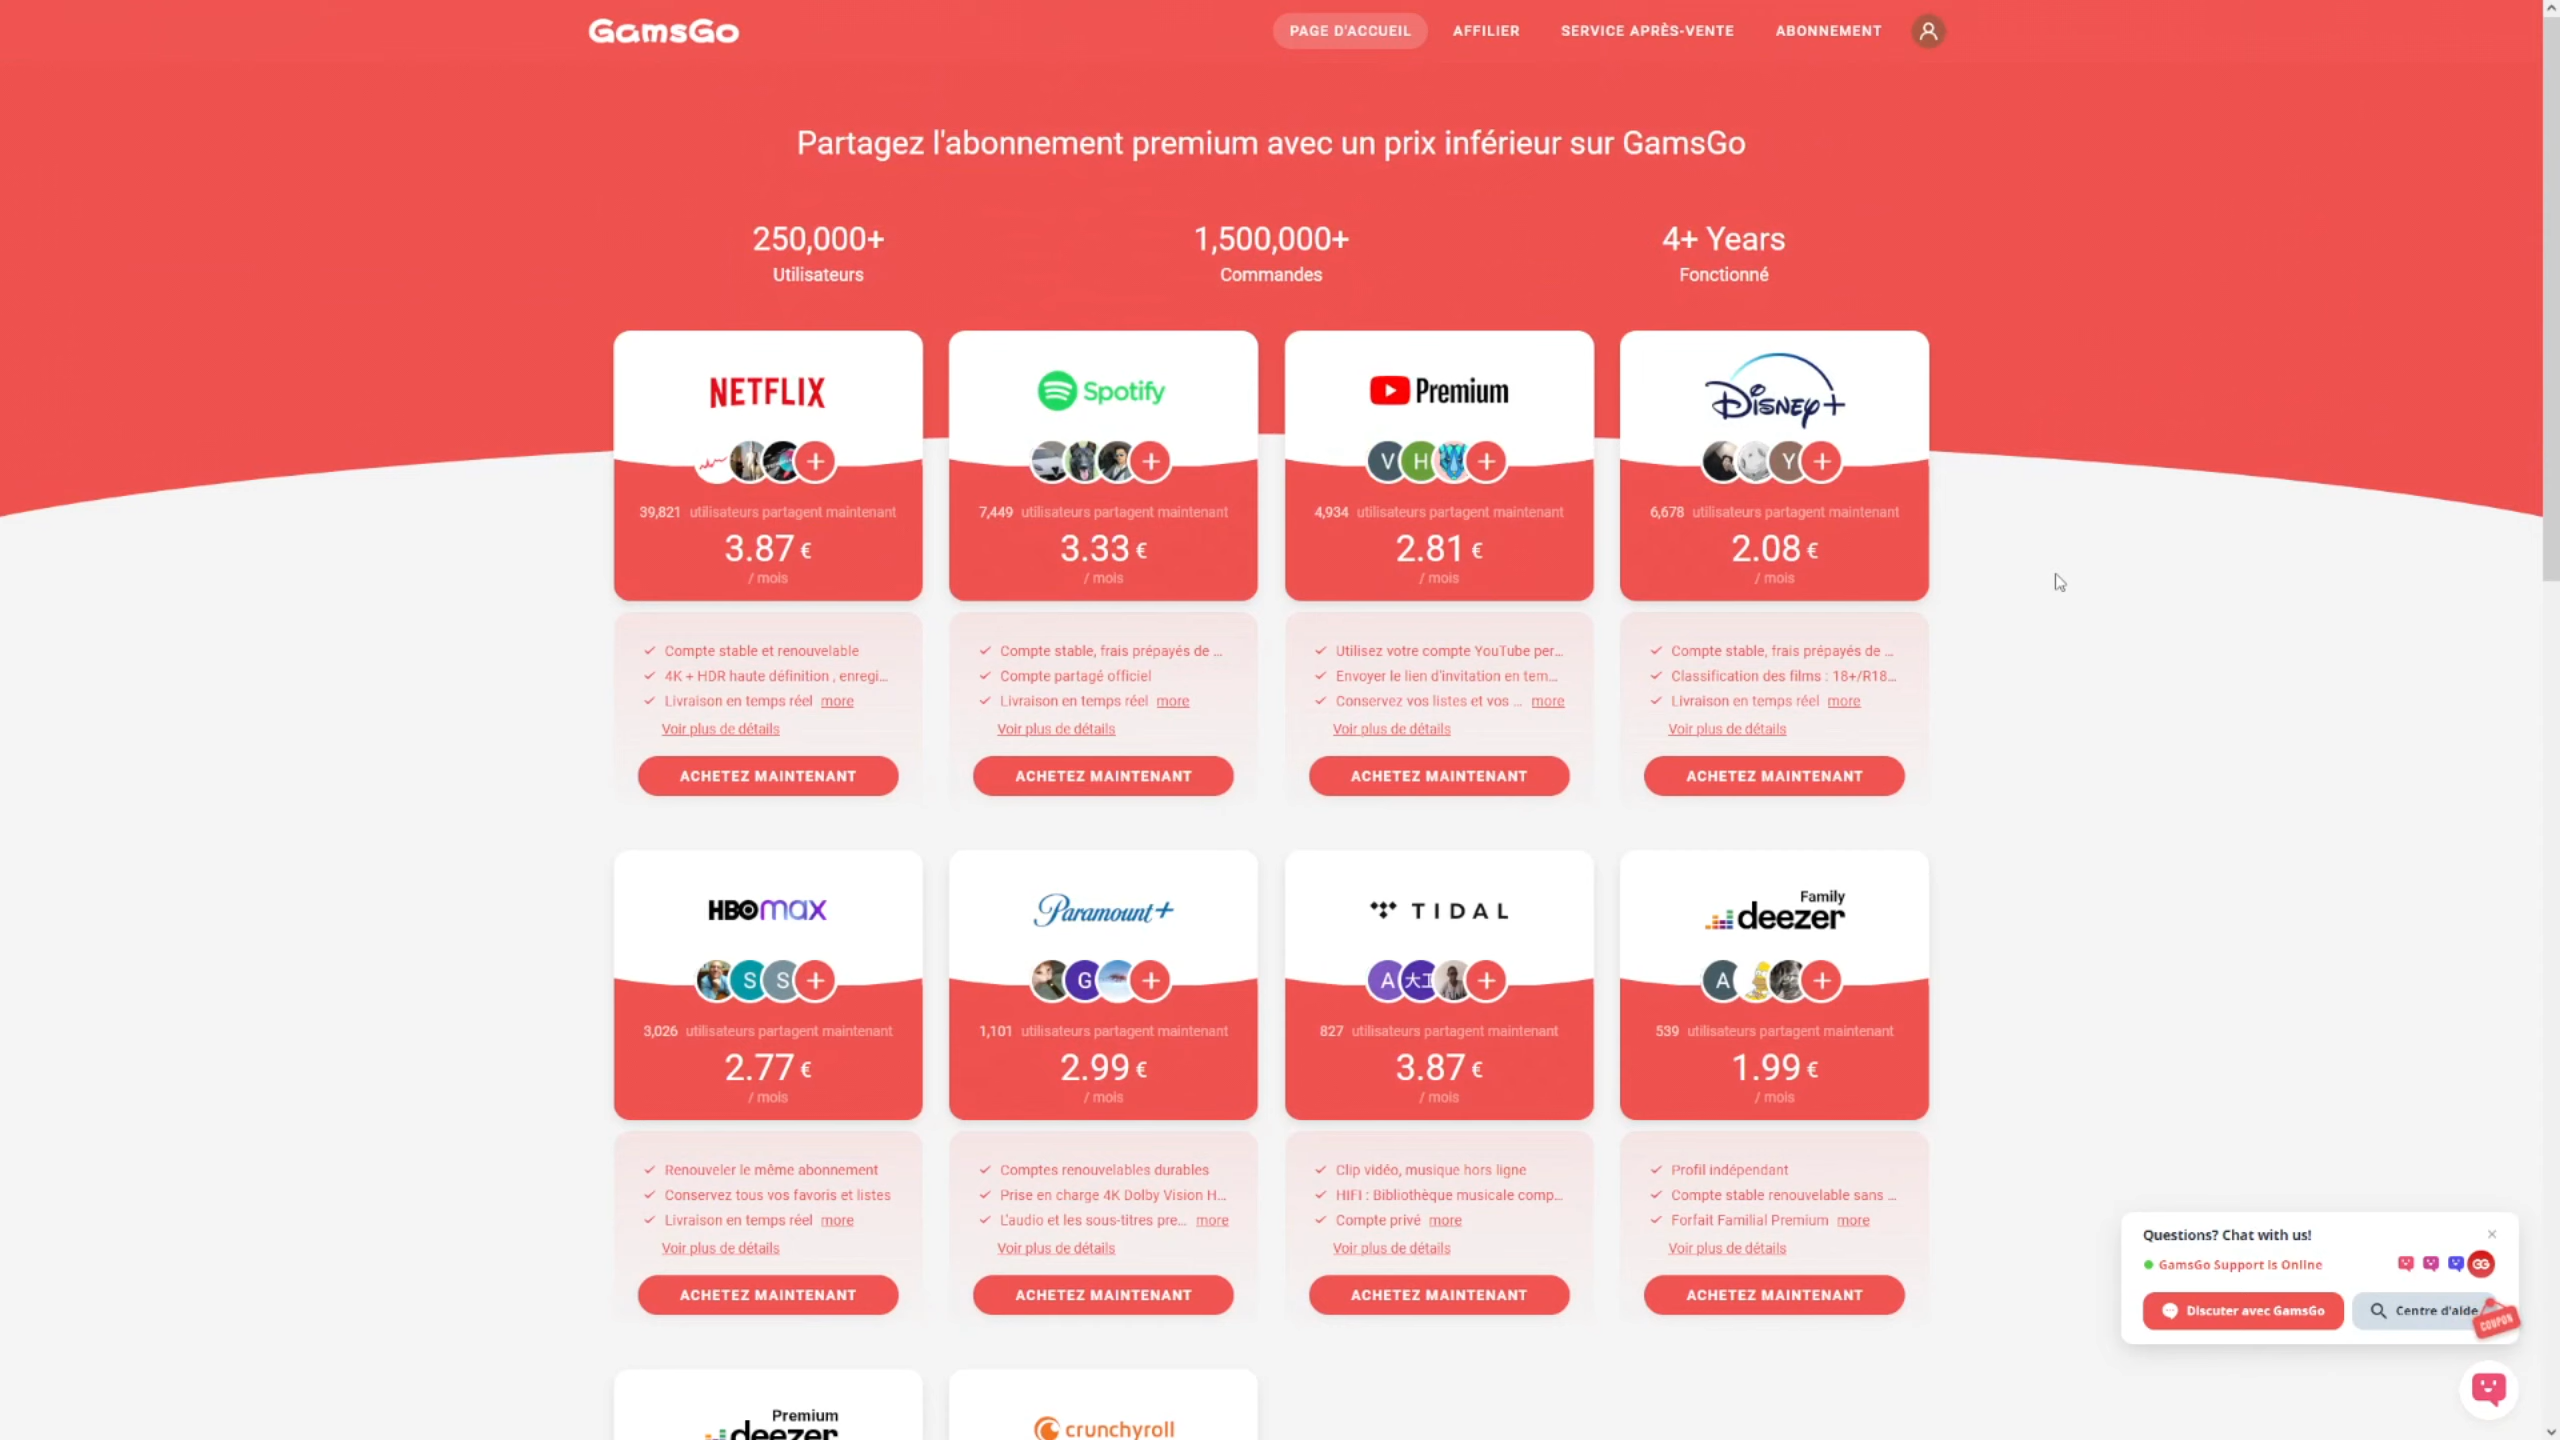 GamsGo
PAGE D'ACCUEIL
AFFILIER
SERVICE APRÈS-VENTE
ABONNEMENT
Partagez l'abonnement premium avec un prix inférieur sur GamsGo
250,000+
Utilisateurs
1,500,000+
Commandes
4+ Years
Fonctionné
NETFLIX
39,821 utilisateurs partagent maintenant
3.87 €
/ mois
Compte stable et renouvelable
4K + HDR haute définition , enregi...
Livraison en temps réel more
Voir plus de détails
ACHETEZ MAINTENANT
Spotify
7,449 utilisateurs partagent maintenant
3.33 €
/ mois
Compte stable, frais prépayés de ...
Compte partagé officiel
Livraison en temps réel more
Voir plus de détails
ACHETEZ MAINTENANT
Premium
V
H
4,934 utilisateurs partagent maintenant
2.81 €
/ mois
Utilisez votre compte YouTube per...
Envoyer le lien d'invitation en tem...
Conservez vos listes et vos ... more
Voir plus de détails
ACHETEZ MAINTENANT
Disney+
Y
6,678 utilisateurs partagent maintenant
2.08 €
/ mois
Compte stable, frais prépayés de ...
Classification des films : 18+/R18...
Livraison en temps réel more
Voir plus de détails
ACHETEZ MAINTENANT
HBOmax
S
S
3,026 utilisateurs partagent maintenant
2.77 €
/ mois
Renouveler le même abonnement
Conservez tous vos favoris et listes
Livraison en temps réel more
Voir plus de détails
ACHETEZ MAINTENANT
Paramount+
G
1,101 utilisateurs partagent maintenant
2.99 €
/ mois
Comptes renouvelables durables
Prise en charge 4K Dolby Vision H...
L'audio et les sous-titres pre... more
Voir plus de détails
ACHETEZ MAINTENANT
TIDAL
A
大工
827 utilisateurs partagent maintenant
3.87 €
/ mois
Clip vidéo, musique hors ligne
HIFI : Bibliothèque musicale comp...
Compte privé more
Voir plus de détails
ACHETEZ MAINTENANT
Family
deezer
A
539 utilisateurs partagent maintenant
1.99 €
/ mois
Profil indépendant
Compte stable renouvelable sans ...
Forfait Familial Premium more
Voir plus de détails
ACHETEZ MAINTENANT
Premium
deezer
crunchyroll
Questions? Chat with us!
GamsGo Support is Online
GG
Discuter avec GamsGo
Centre d'aide
COUPON